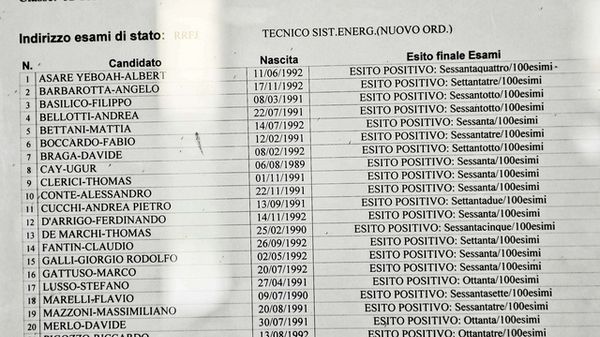 Indirizzo esami di stato: RRFJ TECNICO SIST.ENERG.(NUOVO ORD.)
N. Candidato Nascita Esito finale Esami
1 ASARE YEBOAH-ALBERT 11/06/1992 ESITO POSITIVO: Sessantaquattro/100esimi
2 BARBAROTTA-ANGELO 17/11/1992 ESITO POSITIVO: Settantatre/100esimi
3 BASILICO-FILIPPO 08/03/1991 ESITO POSITIVO: Sessantotto/100esimi
4 BELLOTTI-ANDREA 22/07/1991 ESITO POSITIVO: Sessantotto/100esimi
5 BETTANI-MATTIA 14/07/1992 ESITO POSITIVO: Sessanta/100esimi
6 BOCCARDO-FABIO 12/02/1991 ESITO POSITIVO: Sessantatre/100esimi
7 BRAGA-DAVIDE 08/02/1992 ESITO POSITIVO: Settantotto/100esimi
8 CAY-UGUR 06/08/1989 ESITO POSITIVO: Sessanta/100esimi
9 CLERICI-THOMAS 01/11/1991 ESITO POSITIVO: Sessanta/100esimi
10 CONTE-ALESSANDRO 22/11/1991 ESITO POSITIVO: Sessanta/100esimi
11 CUCCHI-ANDREA PIETRO 13/09/1991 ESITO POSITIVO: Settantadue/100esimi
12 D'ARRIGO-FERDINANDO 14/11/1992 ESITO POSITIVO: Sessanta/100esimi
13 DE MARCHI-THOMAS 25/02/1990 ESITO POSITIVO: Sessantacinque/100esimi
14 FANTIN-CLAUDIO 26/09/1992 ESITO POSITIVO: Sessanta/100esimi
15 GALLI-GIORGIO RODOLFO 02/05/1992 ESITO POSITIVO: Sessanta/100esimi
16 GATTUSO-MARCO 20/07/1992 ESITO POSITIVO: Sessanta/100esimi
17 LUSSO-STEFANO 27/04/1991 ESITO POSITIVO: Ottanta/100esimi
18 MARELLI-FLAVIO 09/07/1990 ESITO POSITIVO: Sessantasette/100esimi
19 MAZZONI-MASSIMILIANO 20/08/1991 ESITO POSITIVO: Sessanta/100esimi
20 MERLO-DAVIDE 30/07/1991 ESITO POSITIVO: Ottanta/100esimi
13/08/1992 ESITO POSITIVO: Ottantatre/100esimi